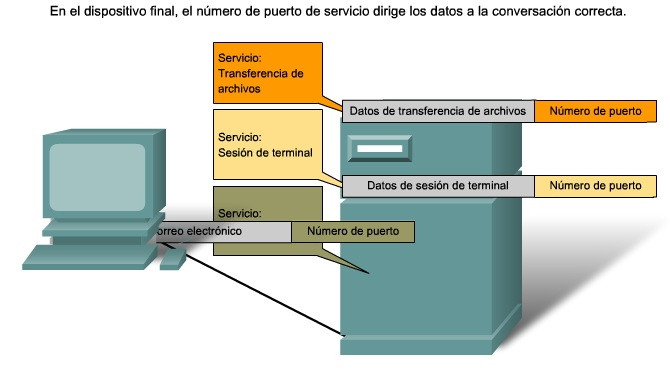 En el dispositivo final, el número de puerto de servicio dirige los datos a la conversación correcta.
Servicio:
Transferencia de
archivos
Datos de transferencia de archivos
Número de puerto
Servicio:
Sesión de terminal
Datos de sesión de terminal
Número de puerto
Servicio:
electrónico
Número de puerto